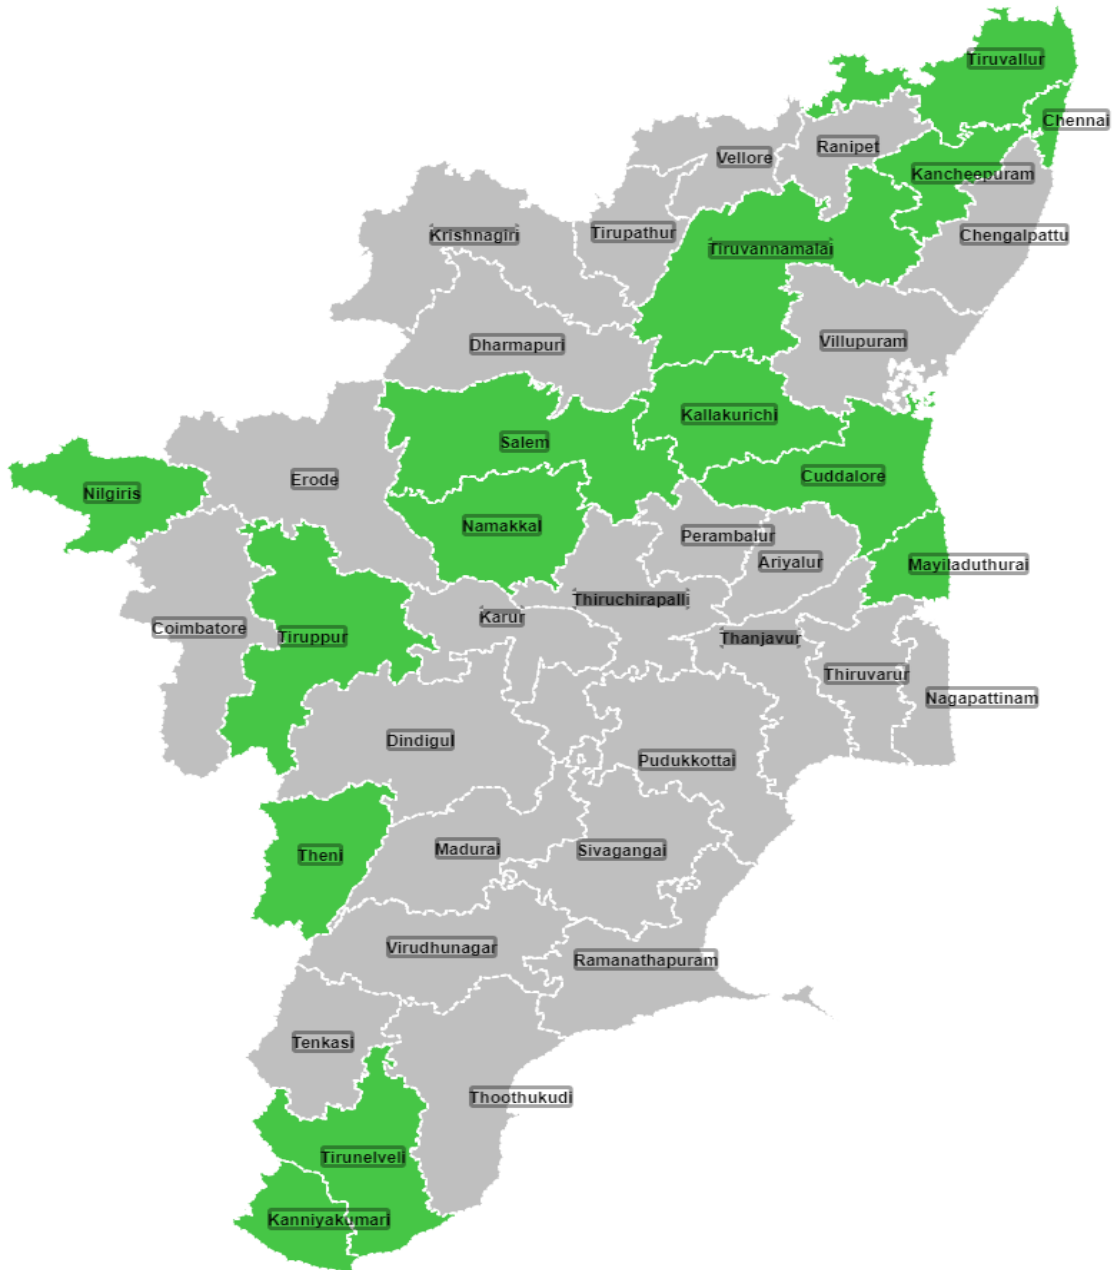 Tiruvallur
Chennai
Ranipet
Vellore
Kancheepuram
Krishnagiri
Tirupathur
Chengalpattu
Tiruvannamalai
Dharmapuri
Villupuram
Kallakurichi
Salem
Cuddalore
Erode
Nilgiris
Namakkal
Perambalur
Ariyalur
Mayiladuthurai
Thiruchirapalli
Karur
Coimbatore
Tiruppur
Thanjavur
Thiruvarur
Nagapattinam
Dindigul
Pudukkottai
Theni
Madurai
Sivagangai
Virudhunagar
Ramanathapuram
Tenkasi
Thoothukudi
Tirunelveli
Kanniyakumari